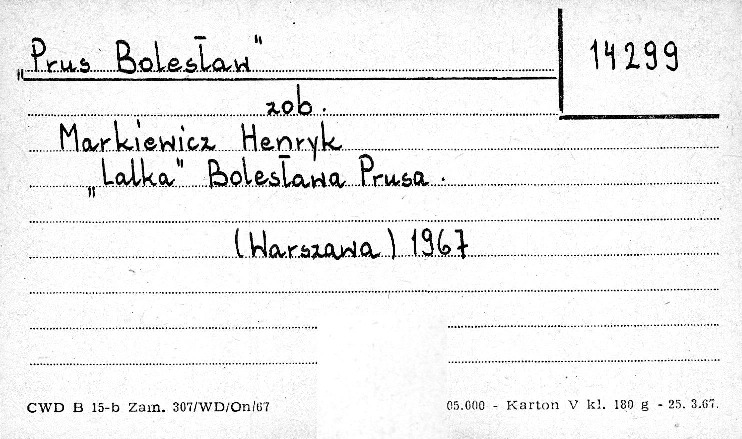 „Prus Bolesław"
14299
zob.
Markiewicz Henryk
„Lalka" Bolesława Prusa.
(Warszawa) 1967
CWD B 15-b Zam. 307/WD/On/67
05.000 - Karton V kl. 180 g - 25. 3.67.